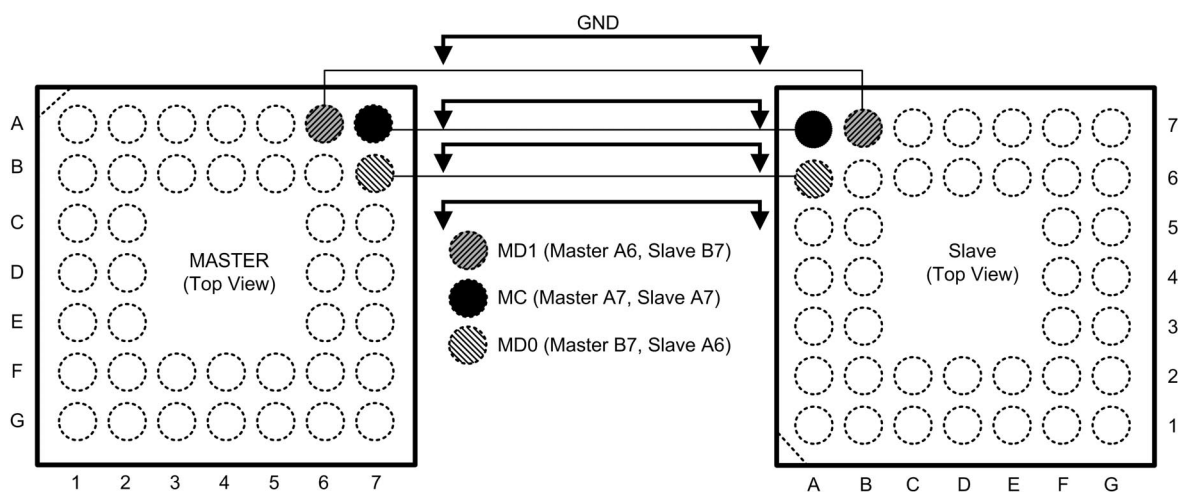 GND
A
B
C
D
E
F
G
MASTER
(Top View)
1 2 3 4 5 6 7
MD1 (Master A6, Slave B7)
MC (Master A7, Slave A7)
MD0 (Master B7, Slave A6)
Slave
(Top View)
7
6
5
4
3
2
1
A B C D E F G